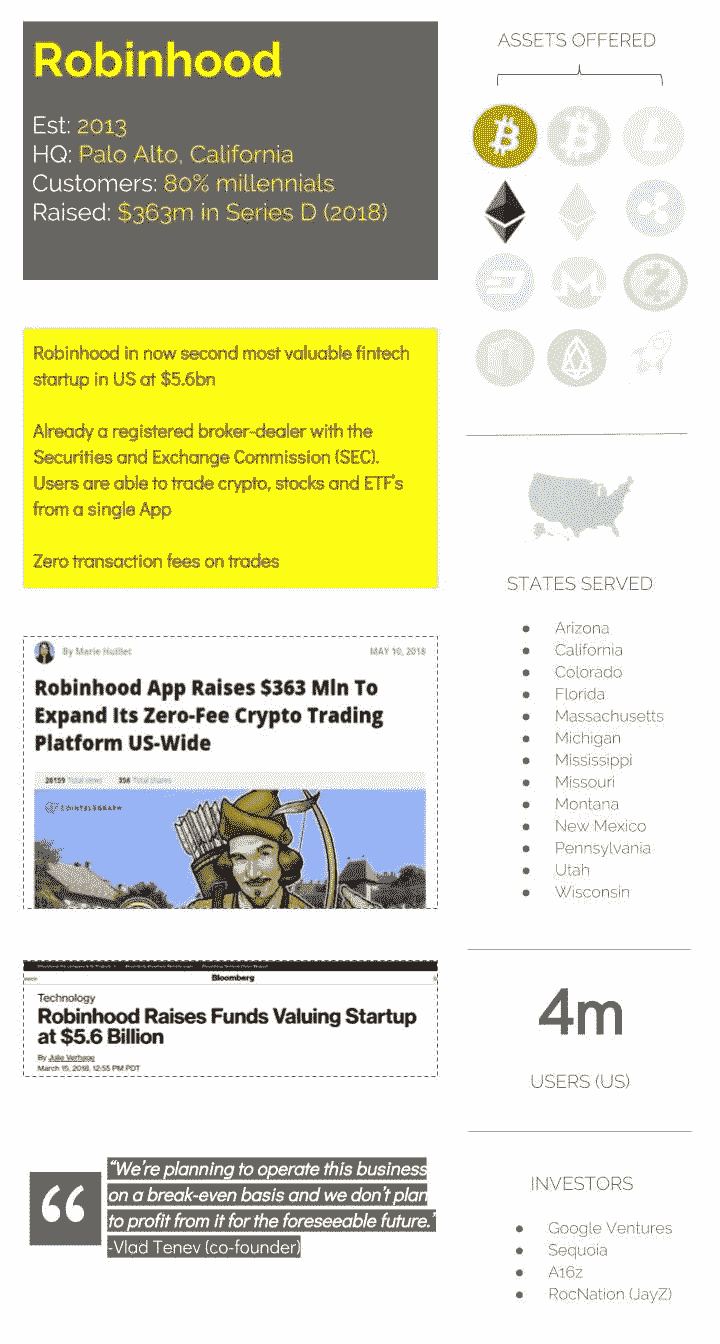 Robinhood
Est: 2013
HQ: Palo Alto, California
Customers: 80% millennials
Raised: $363m in Series D (2018)
Robinhood in now second most valuable fintech
startup in US at $5.6bn
Already a registered broker-dealer with the
Securities and Exchange Commission (SEC).
Users are able to trade crypto, stocks and ETF's
from a single App
Zero transaction fees on trades
By Marie Huillet
MAY 10, 2018
Robinhood App Raises $363 Mln To
Expand Its Zero-Fee Crypto Trading
Platform US-Wide
26159 Total views 356 Total shares
COINTELEGRAPH
Bloomberg
Technology
Robinhood Raises Funds Valuing Startup
at $5.6 Billion
By Julie Verhage
March 15, 2018, 12:55 PM PDT
“We're planning to operate this business
on a break-even basis and we don't plan
to profit from it for the foreseeable future.”
-Vlad Tenev (co-founder)
ASSETS OFFERED
STATES SERVED
Arizona
California
Colorado
Florida
Massachusetts
Michigan
Mississippi
Missouri
Montana
New Mexico
Pennsylvania
Utah
Wisconsin
4m
USERS (US)
INVESTORS
Google Ventures
Sequoia
A16z
RocNation (JayZ)